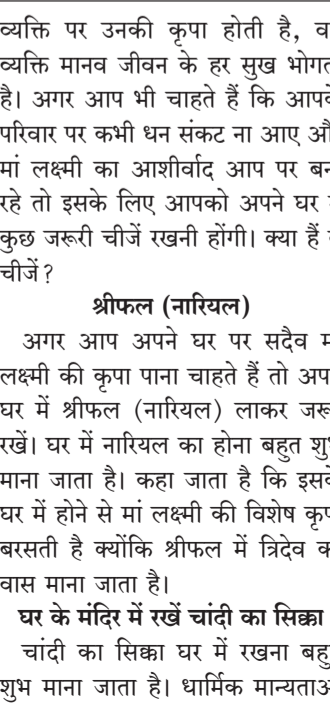 व्यक्ति पर उनकी कृपा होती है, व
व्यक्ति मानव जीवन के हर सुख भोगत
है। अगर आप भी चाहते हैं कि आपवे
परिवार पर कभी धन संकट ना आए औ
मां लक्ष्मी का आशीर्वाद आप पर बन
रहे तो इसके लिए आपको अपने घर म
कुछ जरूरी चीजें रखनी होंगी। क्या हैं
चीजें?
श्रीफल (नारियल)
अगर आप अपने घर पर सदैव म
लक्ष्मी की कृपा पाना चाहते हैं तो अप
घर में श्रीफल (नारियल) लाकर जरू
रखें। घर में नारियल का होना बहुत शु
माना जाता है। कहा जाता है कि इसवे
घर में होने से मां लक्ष्मी की विशेष कृप
बरसती है क्योंकि श्रीफल में त्रिदेव क
वास माना जाता है।
घर के मंदिर में रखें चांदी का सिक्का
चांदी का सिक्का घर में रखना बहु
शुभ माना जाता है। धार्मिक मान्यताअ